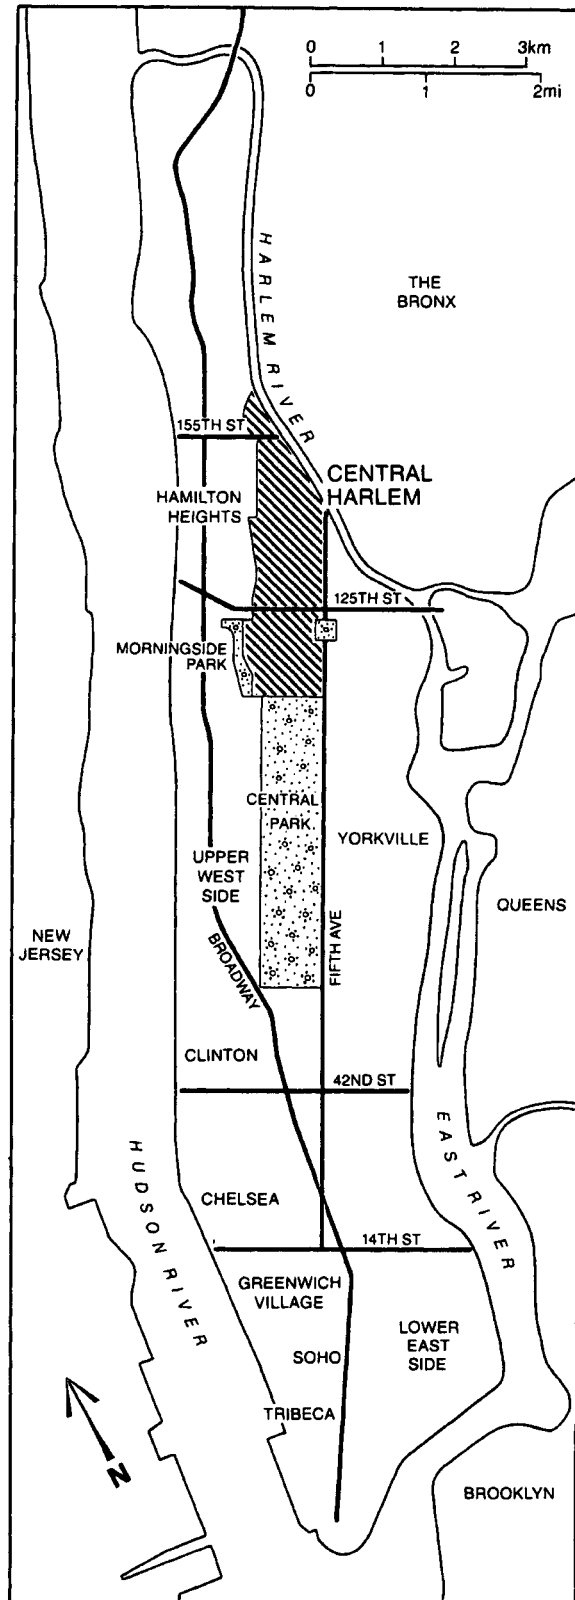 0 1 2 3km
0 1 2mi
HARLEM RIVER
THE
BRONX
155TH ST
CENTRAL
HARLEM
HAMILTON
HEIGHTS
125TH ST
MORNINGSIDE
PARK
CENTRAL
PARK
YORKVILLE
UPPER
WEST
SIDE
QUEENS
NEW
JERSEY
BROADWAY
FIFTH AVE
CLINTON
42ND ST
EAST RIVER
HUDSON RIVER
CHELSEA
14TH ST
GREENWICH
VILLAGE
LOWER
EAST
SIDE
SOHO
TRIBECA
N
BROOKLYN